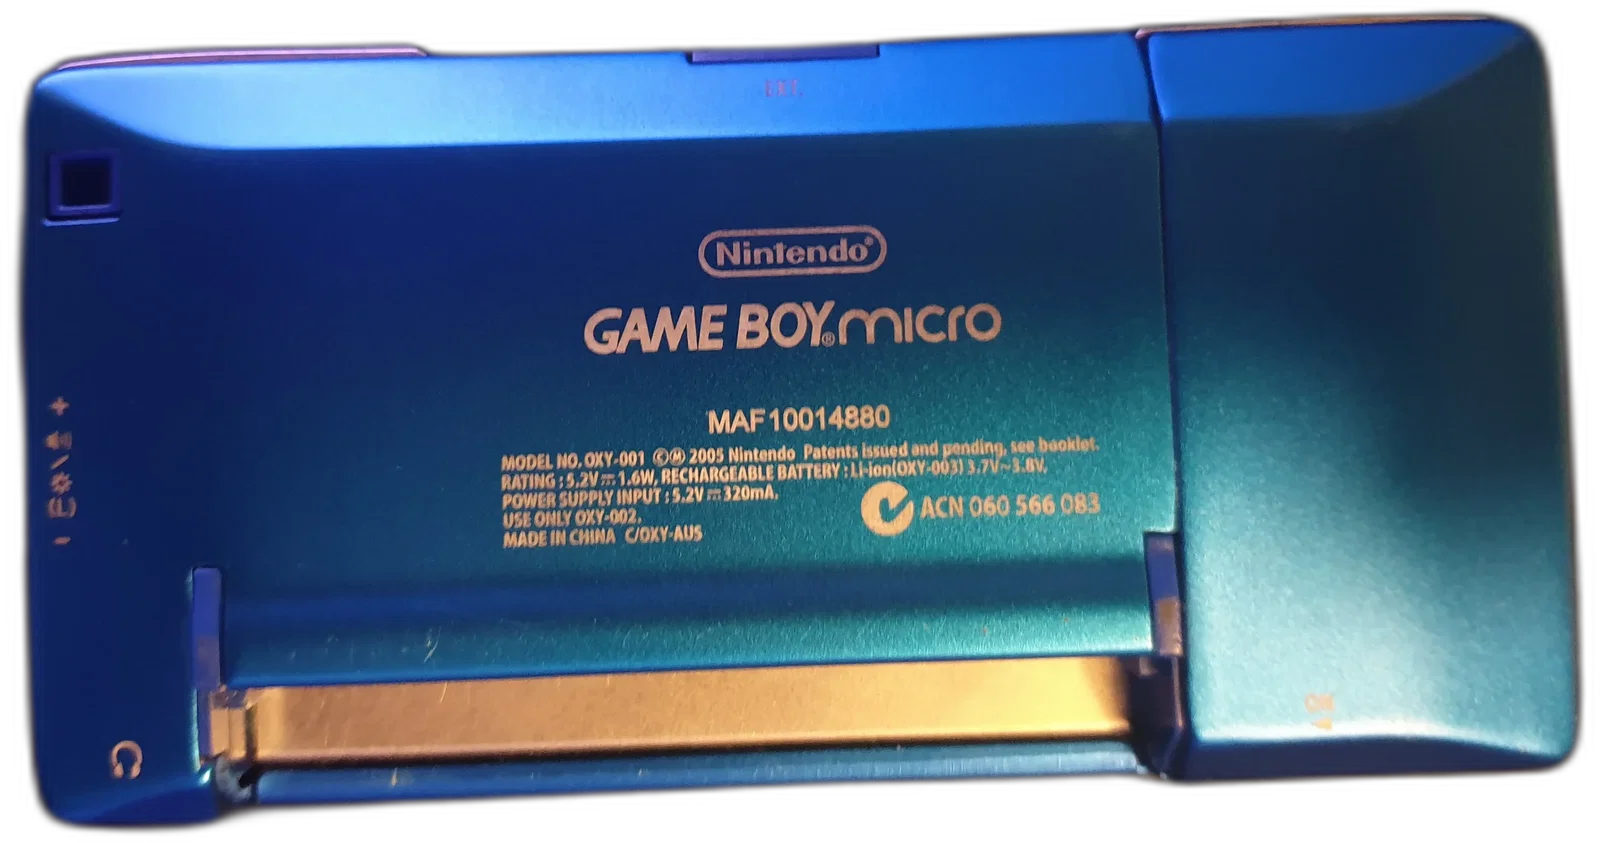 EXT.
Nintendo®
GAME BOY® micro
MAF10014880
MODEL NO. OXY-001 ©Ⓜ 2005 Nintendo Patents issued and pending, see booklet.
RATING : 5.2V⎓1.6W, RECHARGEABLE BATTERY : Li-ion(OXY-003) 3.7V~3.8V,
POWER SUPPLY INPUT : 5.2V⎓320mA.
USE ONLY OXY-002.
MADE IN CHINA C/OXY-AUS
ACN 060 566 083